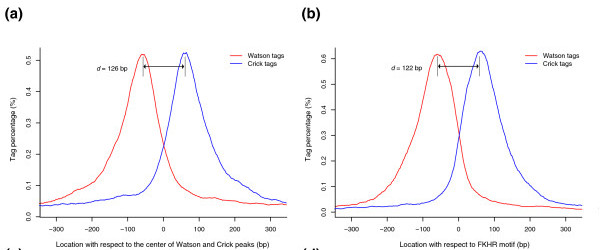 (a)
Watson tags
Crick tags
d = 126 bp
Tag percentage (%)
0.0
0.1
0.2
0.3
0.4
0.5
-300
-200
-100
0
100
200
300
Location with respect to the center of Watson and Crick peaks (bp)
(b)
Watson tags
Crick tags
d = 122 bp
Tag percentage (%)
0.0
0.1
0.2
0.3
0.4
0.5
0.6
-300
-200
-100
0
100
200
300
Location with respect to FKHR motif (bp)